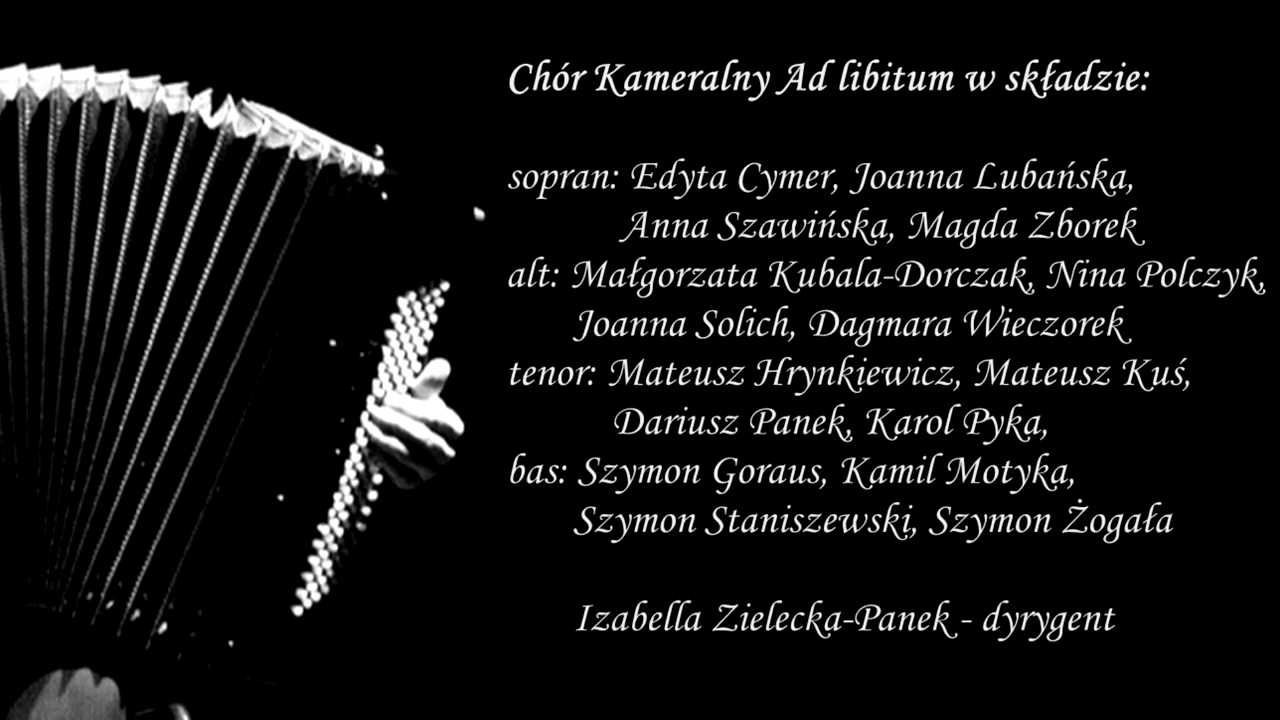 Chór Kameralny Ad libitum w składzie:
sopran: Edyta Cymer, Joanna Lubańska,
Anna Szawińska, Magda Zborek
alt: Małgorzata Kubala-Dorczak, Nina Polczyk,
Joanna Solich, Dagmara Wieczorek
tenor: Mateusz Hrynkiewicz, Mateusz Kuś,
Dariusz Panek, Karol Pyka,
bas: Szymon Goraus, Kamil Motyka,
Szymon Staniszewski, Szymon Żogała
Izabella Zielecka-Panek - dyrygent